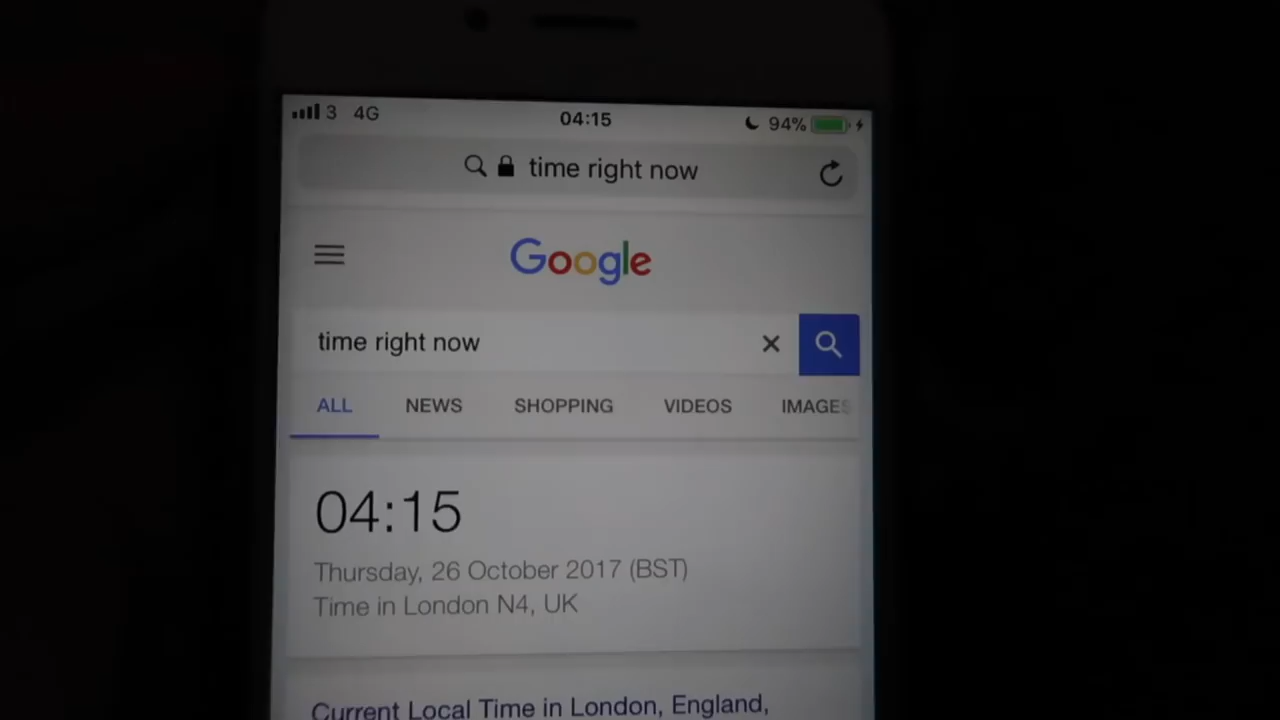 3 4G 04:15 94%
time right now
Google
time right now
ALL NEWS SHOPPING VIDEOS IMAGES
04:15
Thursday, 26 October 2017 (BST)
Time in London N4, UK
Current Local Time in London, England,